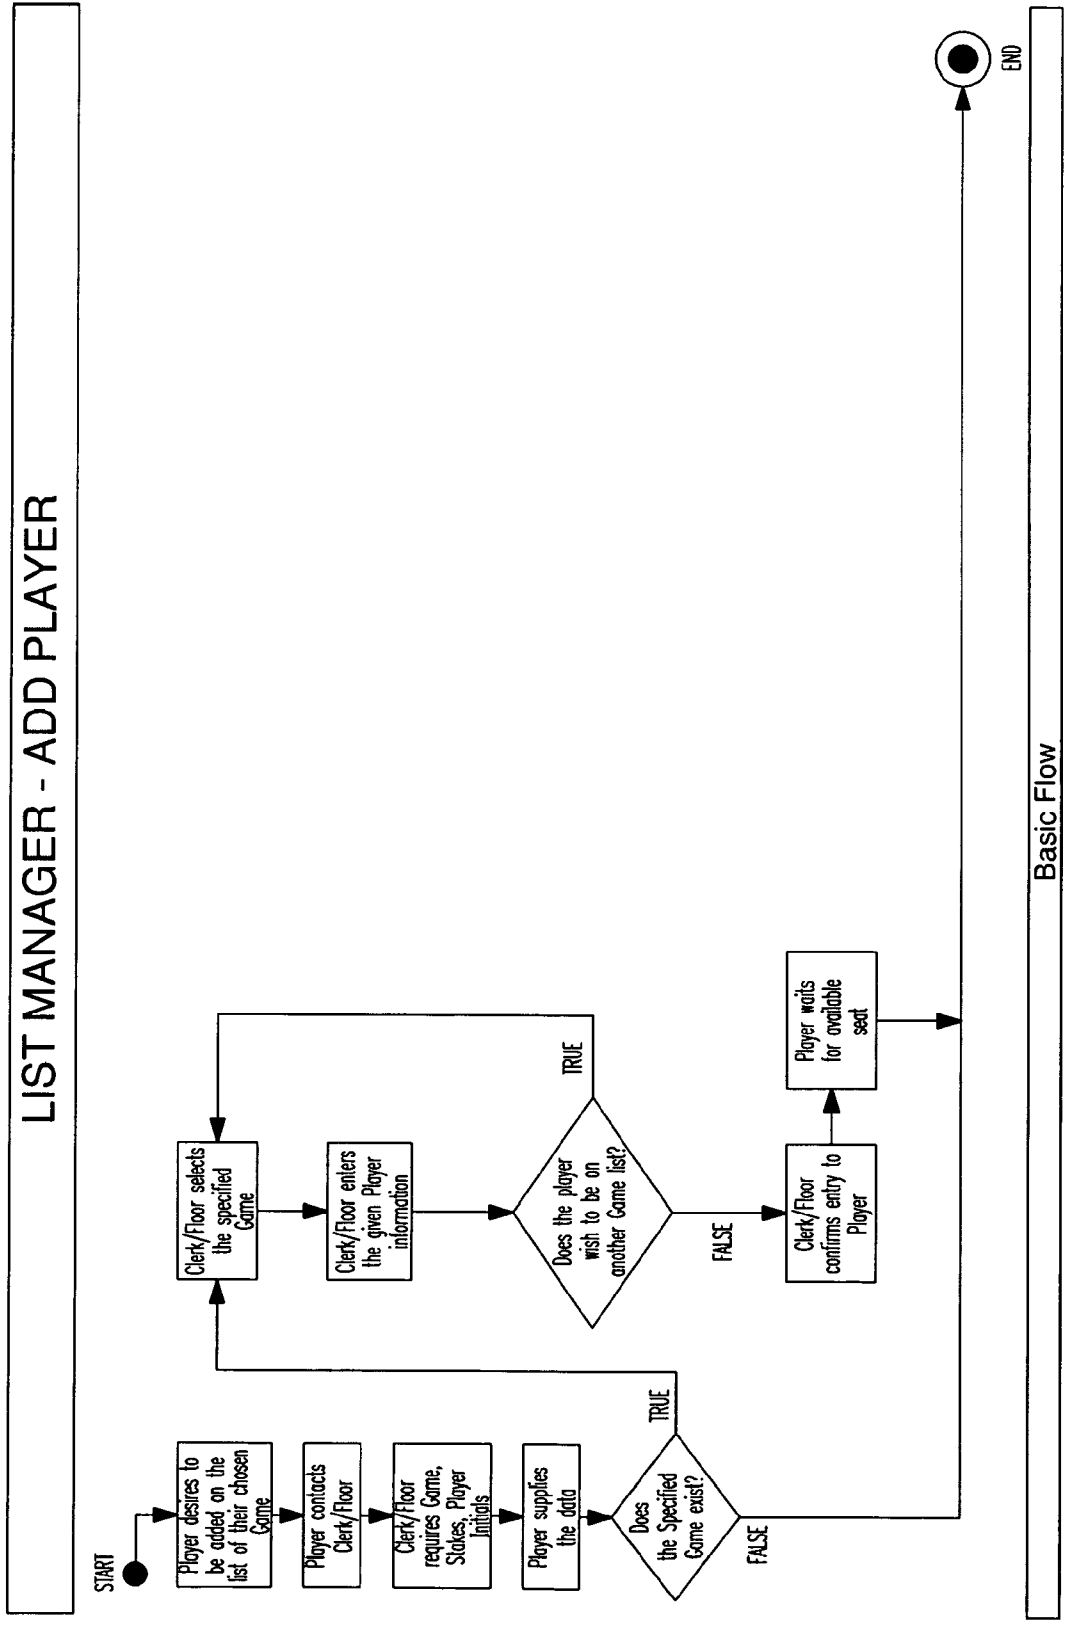 LIST MANAGER - ADD PLAYER
START
Player desires to
be added on the
list of their chosen
Game
Player contacts
Clerk/Floor
Clerk/Floor
requires Game,
Stakes, Player
Initials
Player supplies
the data
Does
the Specified
Game exist?
TRUE
FALSE
Clerk/Floor selects
the specified
Game
Clerk/Floor enters
the given Player
information
Does the player
wish to be on
another Game list?
TRUE
FALSE
Clerk/Floor
confirms entry to
Player
Player waits
for available
seat
END
Basic Flow